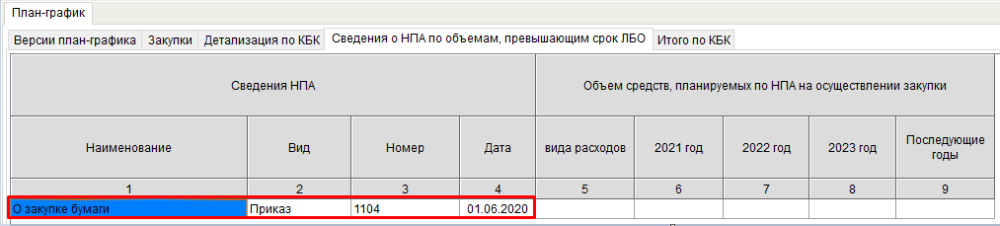 План-график
Версии план-графика Закупки Детализация по КБК Сведения о НПА по объемам, превышающим срок ЛБО Итого по КБК
Сведения НПА Объем средств, планируемых по НПА на осуществлении закупки
Наименование Вид Номер Дата вида расходов 2021 год 2022 год 2023 год Последующие
годы
1 2 3 4 5 6 7 8 9
О закупке бумаги Приказ 1104 01.06.2020